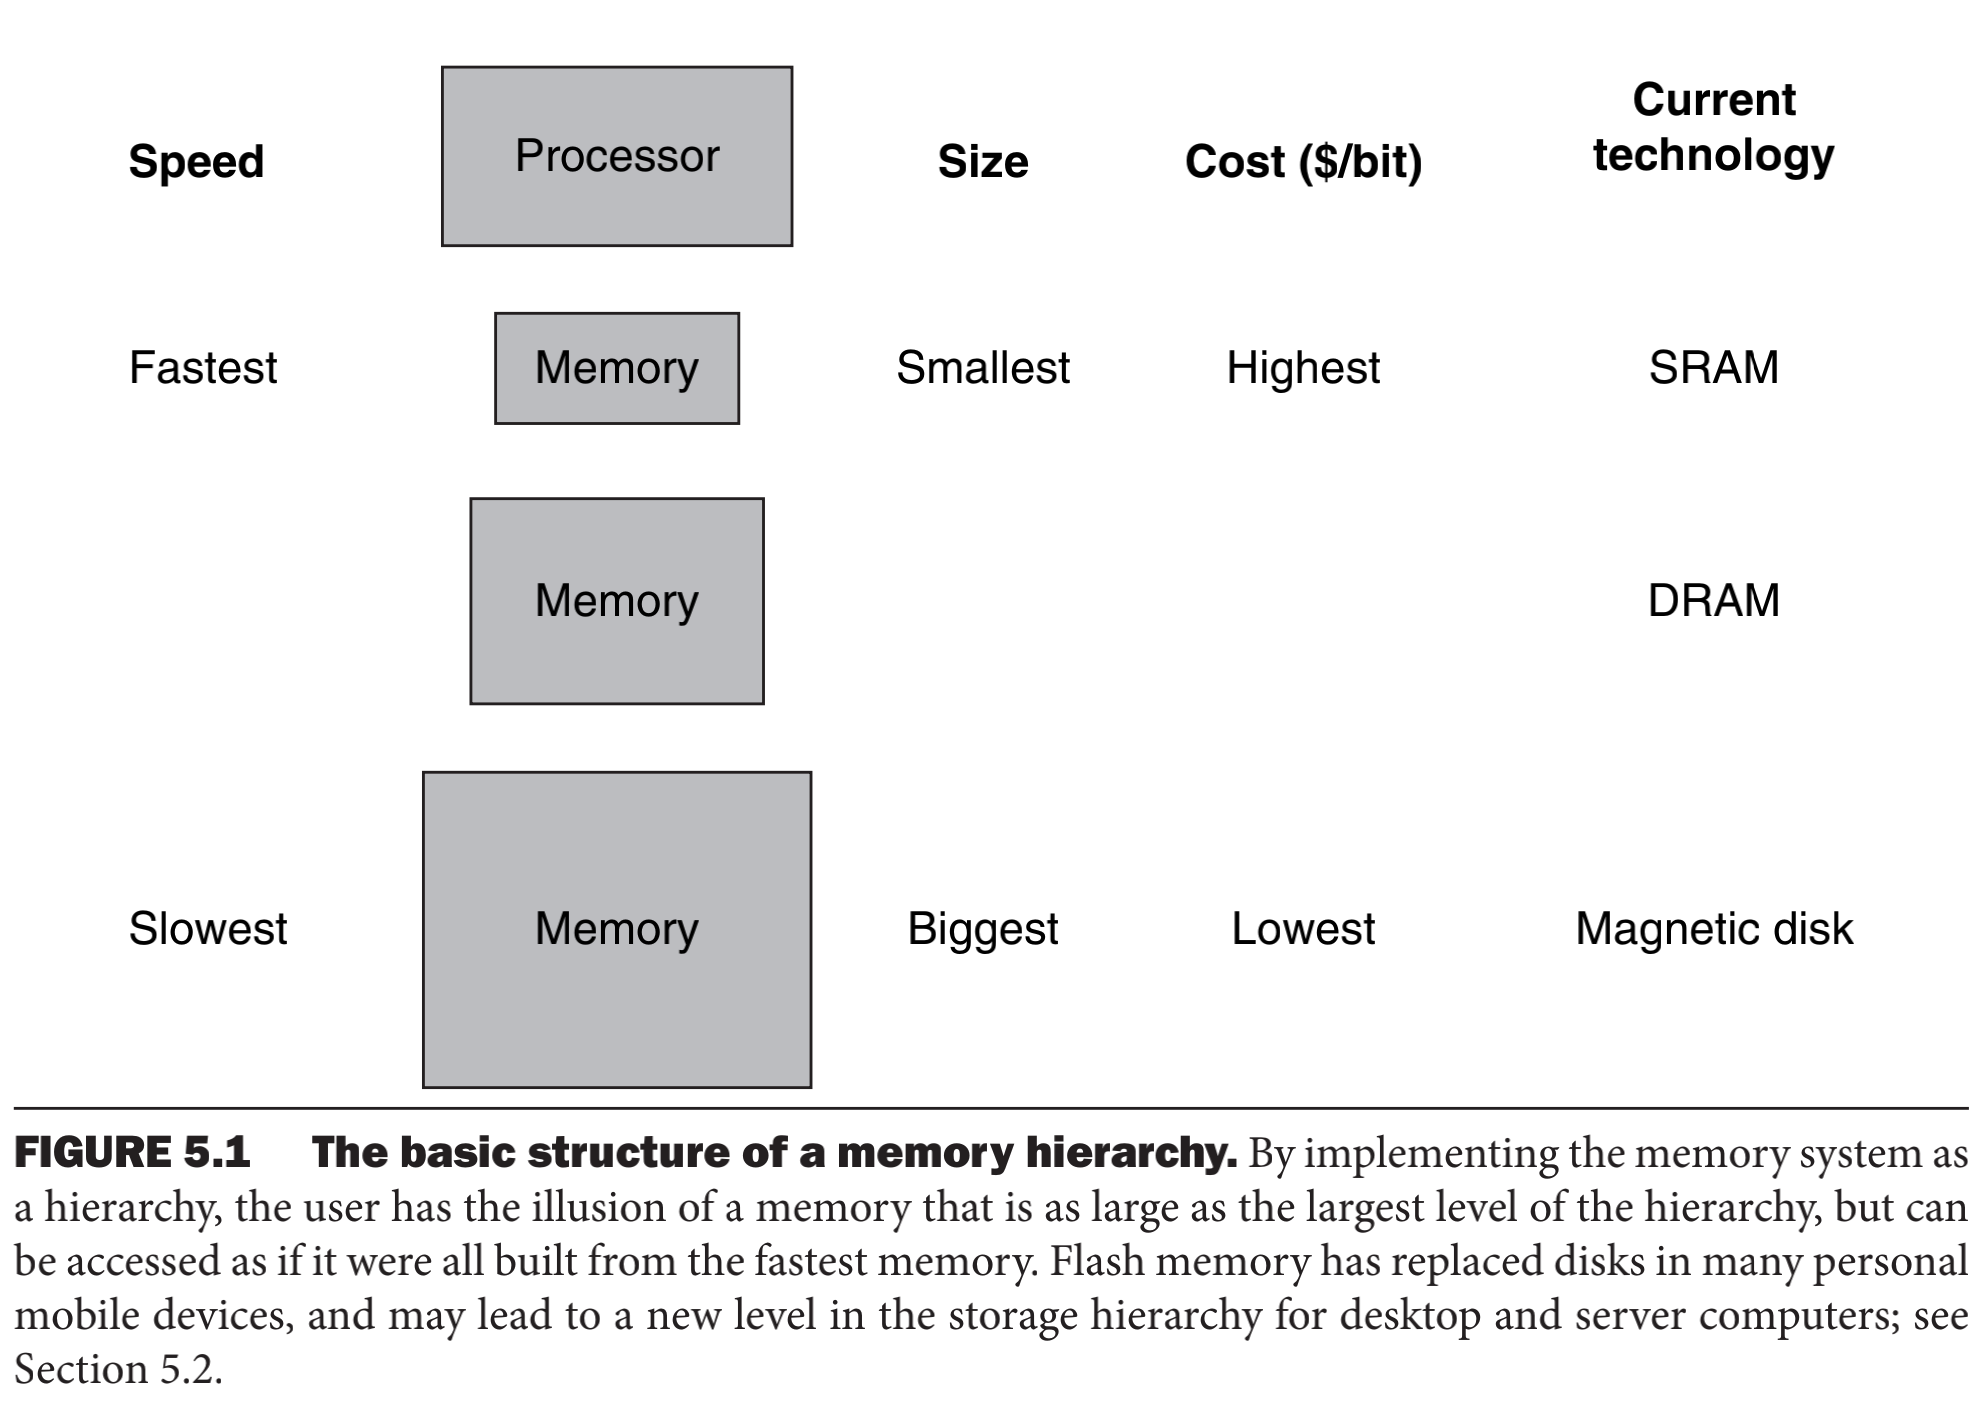 Speed Processor Size Cost ($/bit) Current technology
Fastest Memory Smallest Highest SRAM
Memory DRAM
Slowest Memory Biggest Lowest Magnetic disk
FIGURE 5.1 The basic structure of a memory hierarchy. By implementing the memory system as
a hierarchy, the user has the illusion of a memory that is as large as the largest level of the hierarchy, but can
be accessed as if it were all built from the fastest memory. Flash memory has replaced disks in many personal
mobile devices, and may lead to a new level in the storage hierarchy for desktop and server computers; see
Section 5.2.